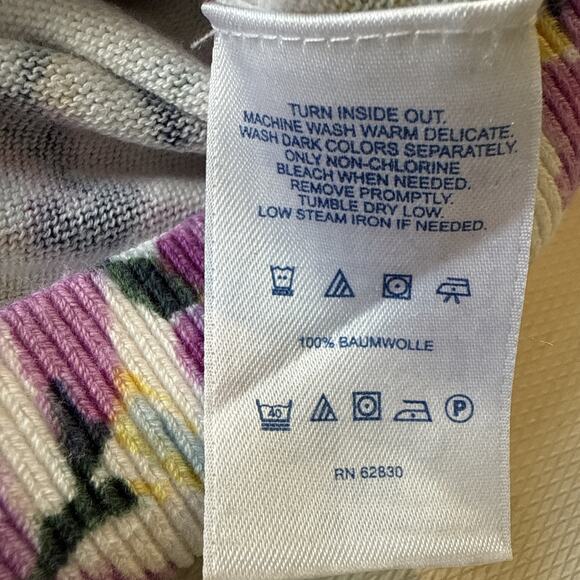 TURN INSIDE OUT.
MACHINE WASH WARM DELICATE.
WASH DARK COLORS SEPARATELY.
ONLY NON-CHLORINE
BLEACH WHEN NEEDED.
REMOVE PROMPTLY.
TUMBLE DRY LOW.
LOW STEAM IRON IF NEEDED.
100% BAUMWOLLE
40 P
RN 62830